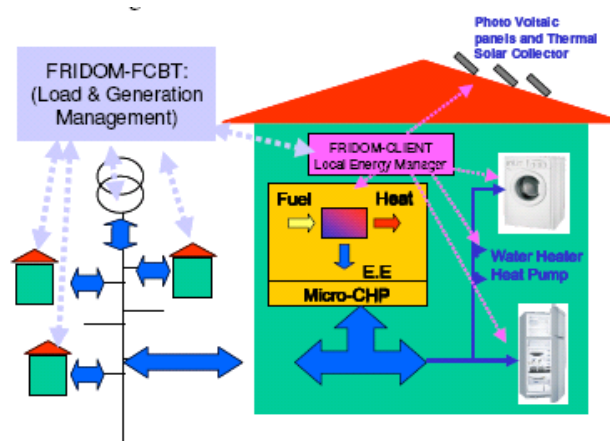 Photo Voltaic
panels and Thermal
Solar Collector
FRIDOM-FCBT:
(Load & Generation
Management)
FRIDOM-CLIENT
Local Energy Manager
Fuel
Heat
E.E
Micro-CHP
Water Heater
Heat Pump